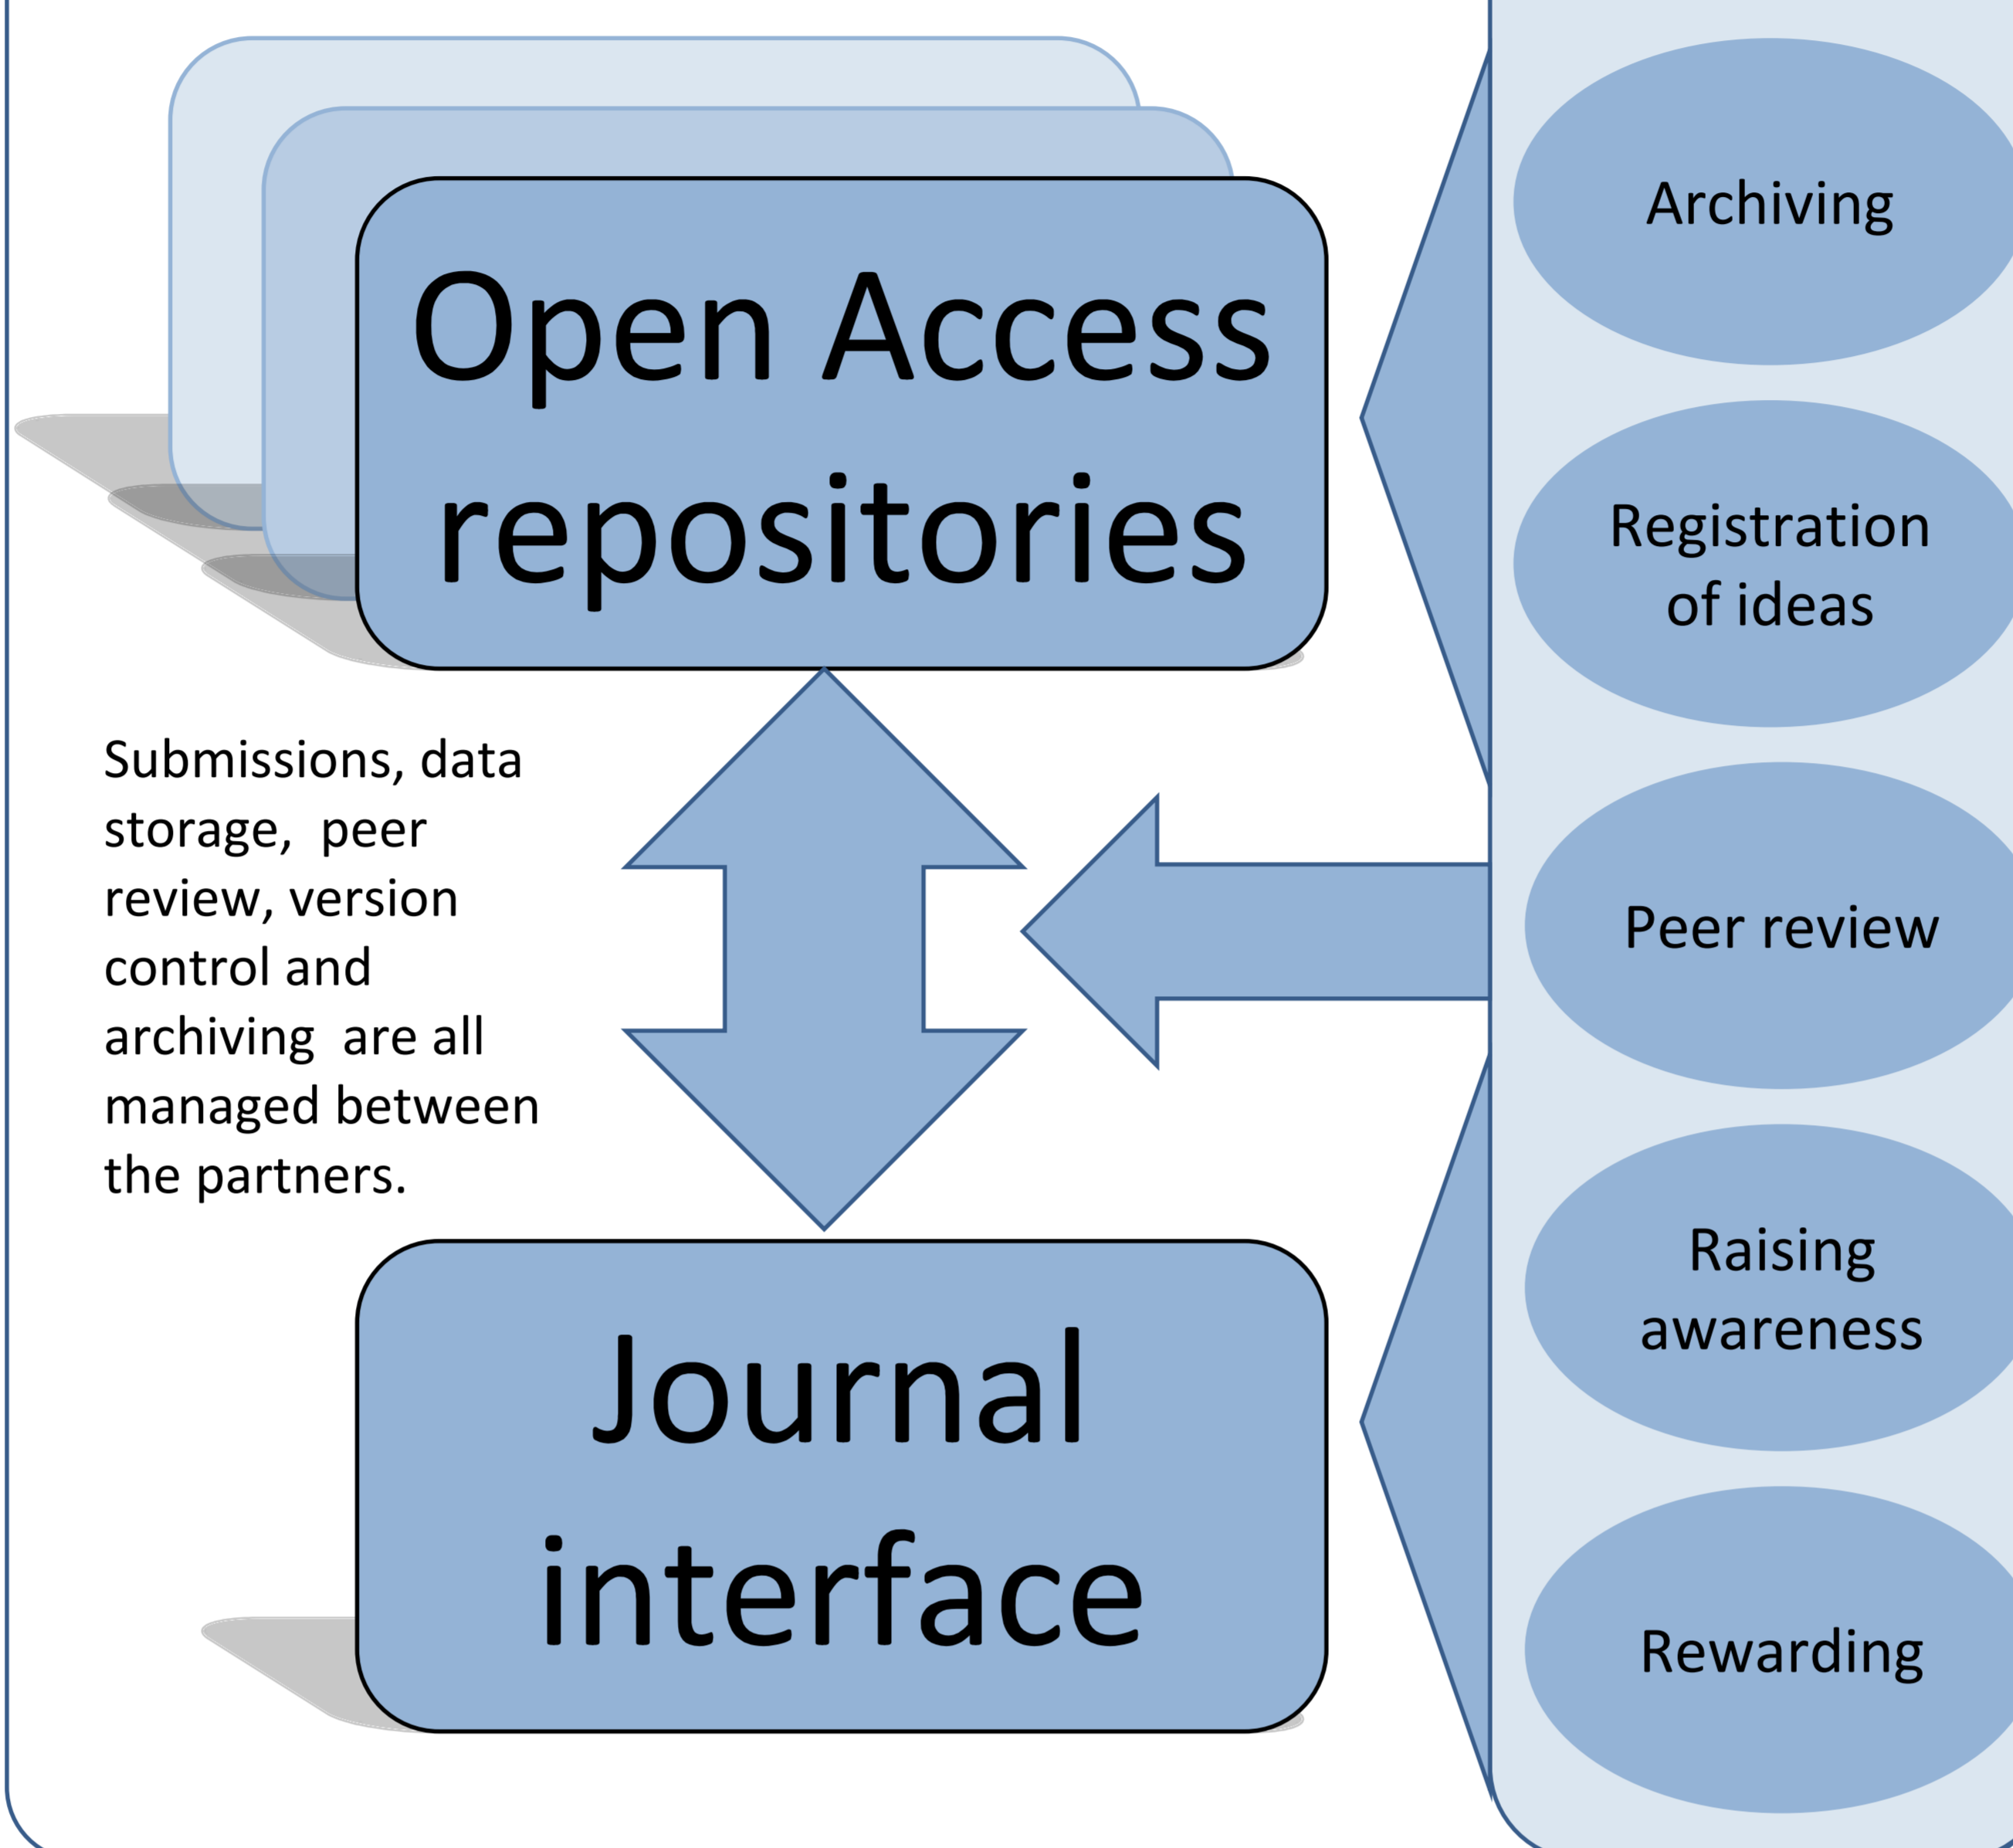 Open Access
repositories
Submissions, data
storage, peer
review, version
control and
archiving are all
managed between
the partners.
Journal
interface
Archiving
Registration
of ideas
Peer review
Raising
awareness
Rewarding